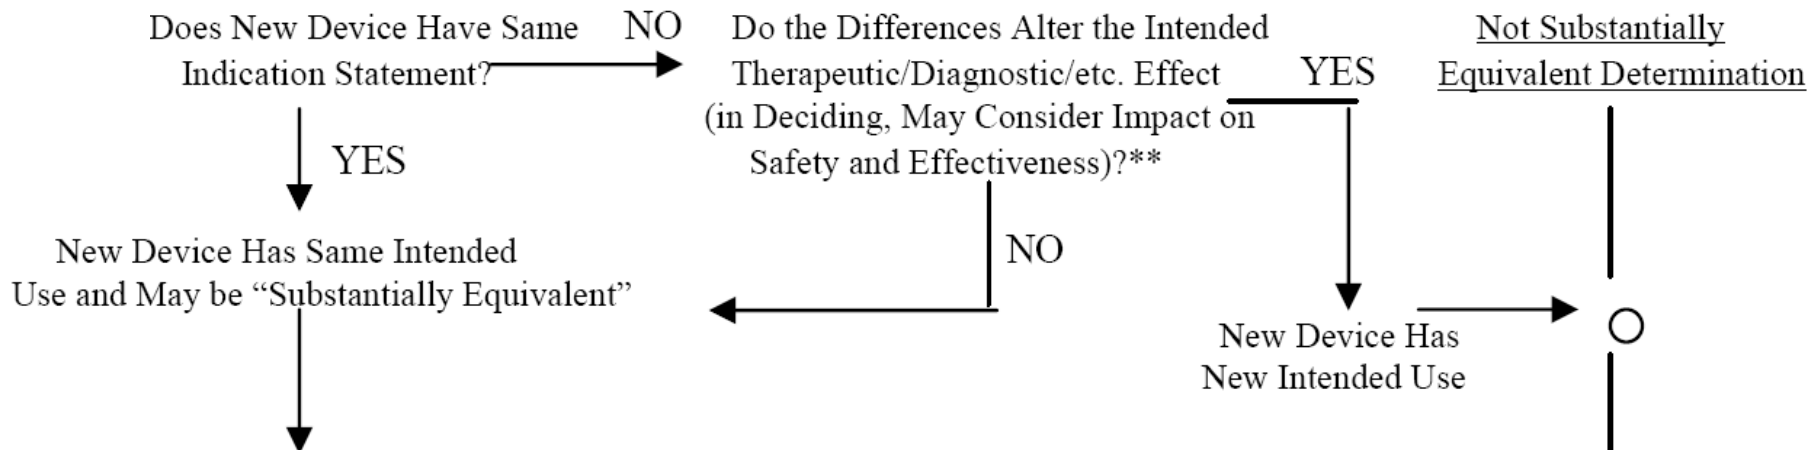 Does New Device Have Same
Indication Statement?
NO
Do the Differences Alter the Intended
Therapeutic/Diagnostic/etc. Effect
(in Deciding, May Consider Impact on
Safety and Effectiveness)?**
YES
Not Substantially
Equivalent Determination
YES
New Device Has Same Intended
Use and May be “Substantially Equivalent”
NO
New Device Has
New Intended Use